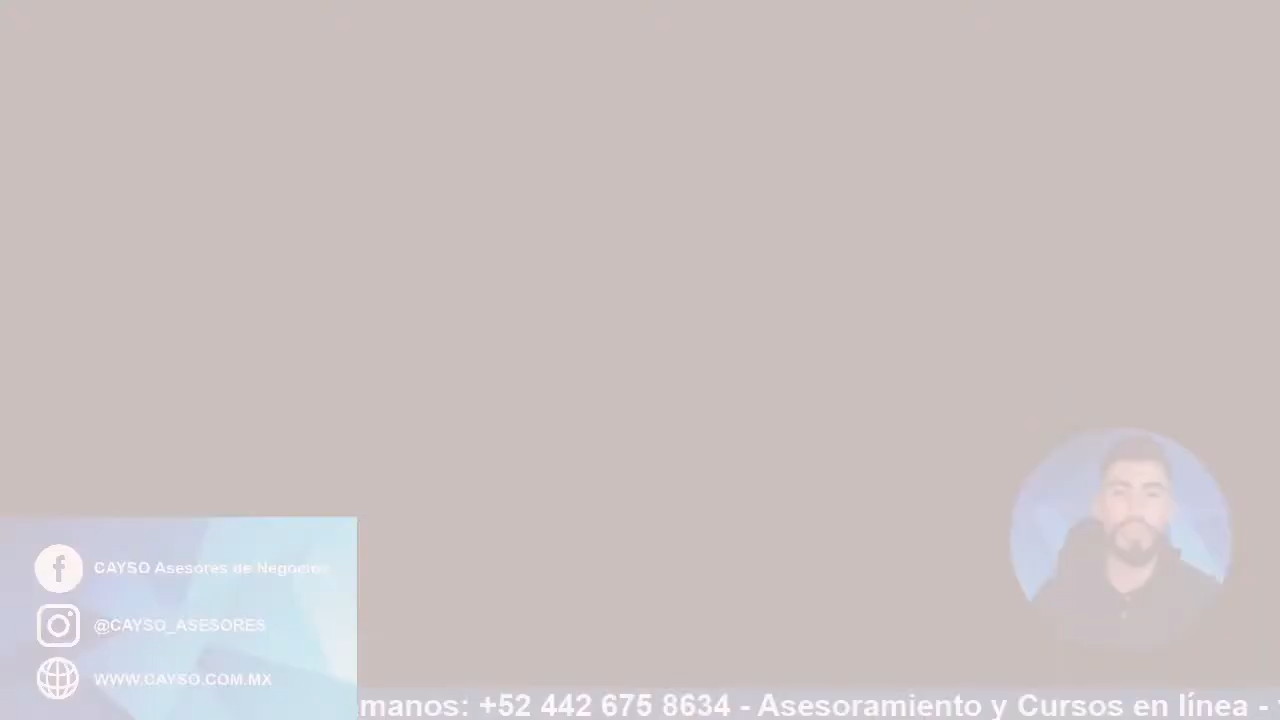 CAYSO Asesores de Negocios
@CAYSO_ASESORES
WWW.CAYSO.COM.MX
manos: +52 442 675 8634 - Asesoramiento y Cursos en línea -